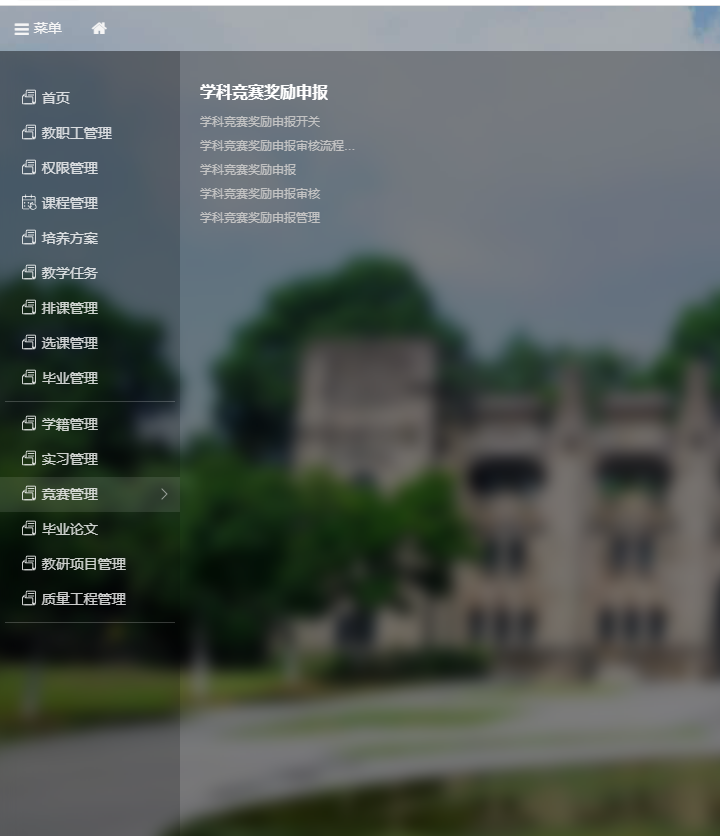 菜单
首页
教职工管理
权限管理
课程管理
培养方案
教学任务
排课管理
选课管理
毕业管理
学籍管理
实习管理
竞赛管理
毕业论文
教研项目管理
质量工程管理
学科竞赛奖励申报
学科竞赛奖励申报开关
学科竞赛奖励申报审核流程...
学科竞赛奖励申报
学科竞赛奖励申报审核
学科竞赛奖励申报管理